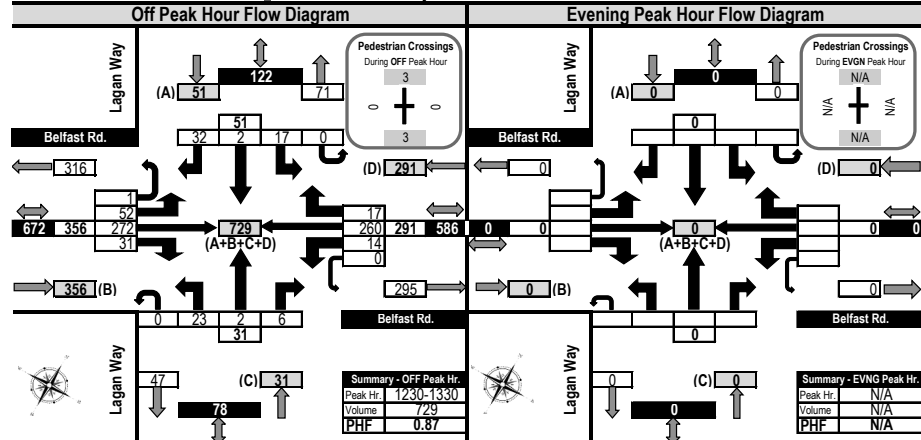 Off Peak Hour Flow Diagram
Lagan Way
122
(A) 51
71
Pedestrian Crossings
During OFF Peak Hour
3
0 0
3
51
32 2 17 0
Belfast Rd.
316
(D) 291
1
52
672 356 272
31
729
(A+B+C+D)
17
260 291 586
14
0
356 (B)
295
0 23 2 6
31
Belfast Rd.
Lagan Way
47
(C) 31
78
Summary - OFF Peak Hr.
Peak Hr. 1230-1330
Volume 729
PHF 0.87
Evening Peak Hour Flow Diagram
Lagan Way
0
(A) 0
0
Pedestrian Crossings
During EVGN Peak Hour
N/A
N/A N/A
N/A
0
Belfast Rd.
0
(D) 0
0 0
0
(A+B+C+D)
0 0
0 (B)
0
0
Belfast Rd.
Lagan Way
0
(C) 0
0
Summary - EVNG Peak Hr.
Peak Hr. N/A
Volume N/A
PHF N/A